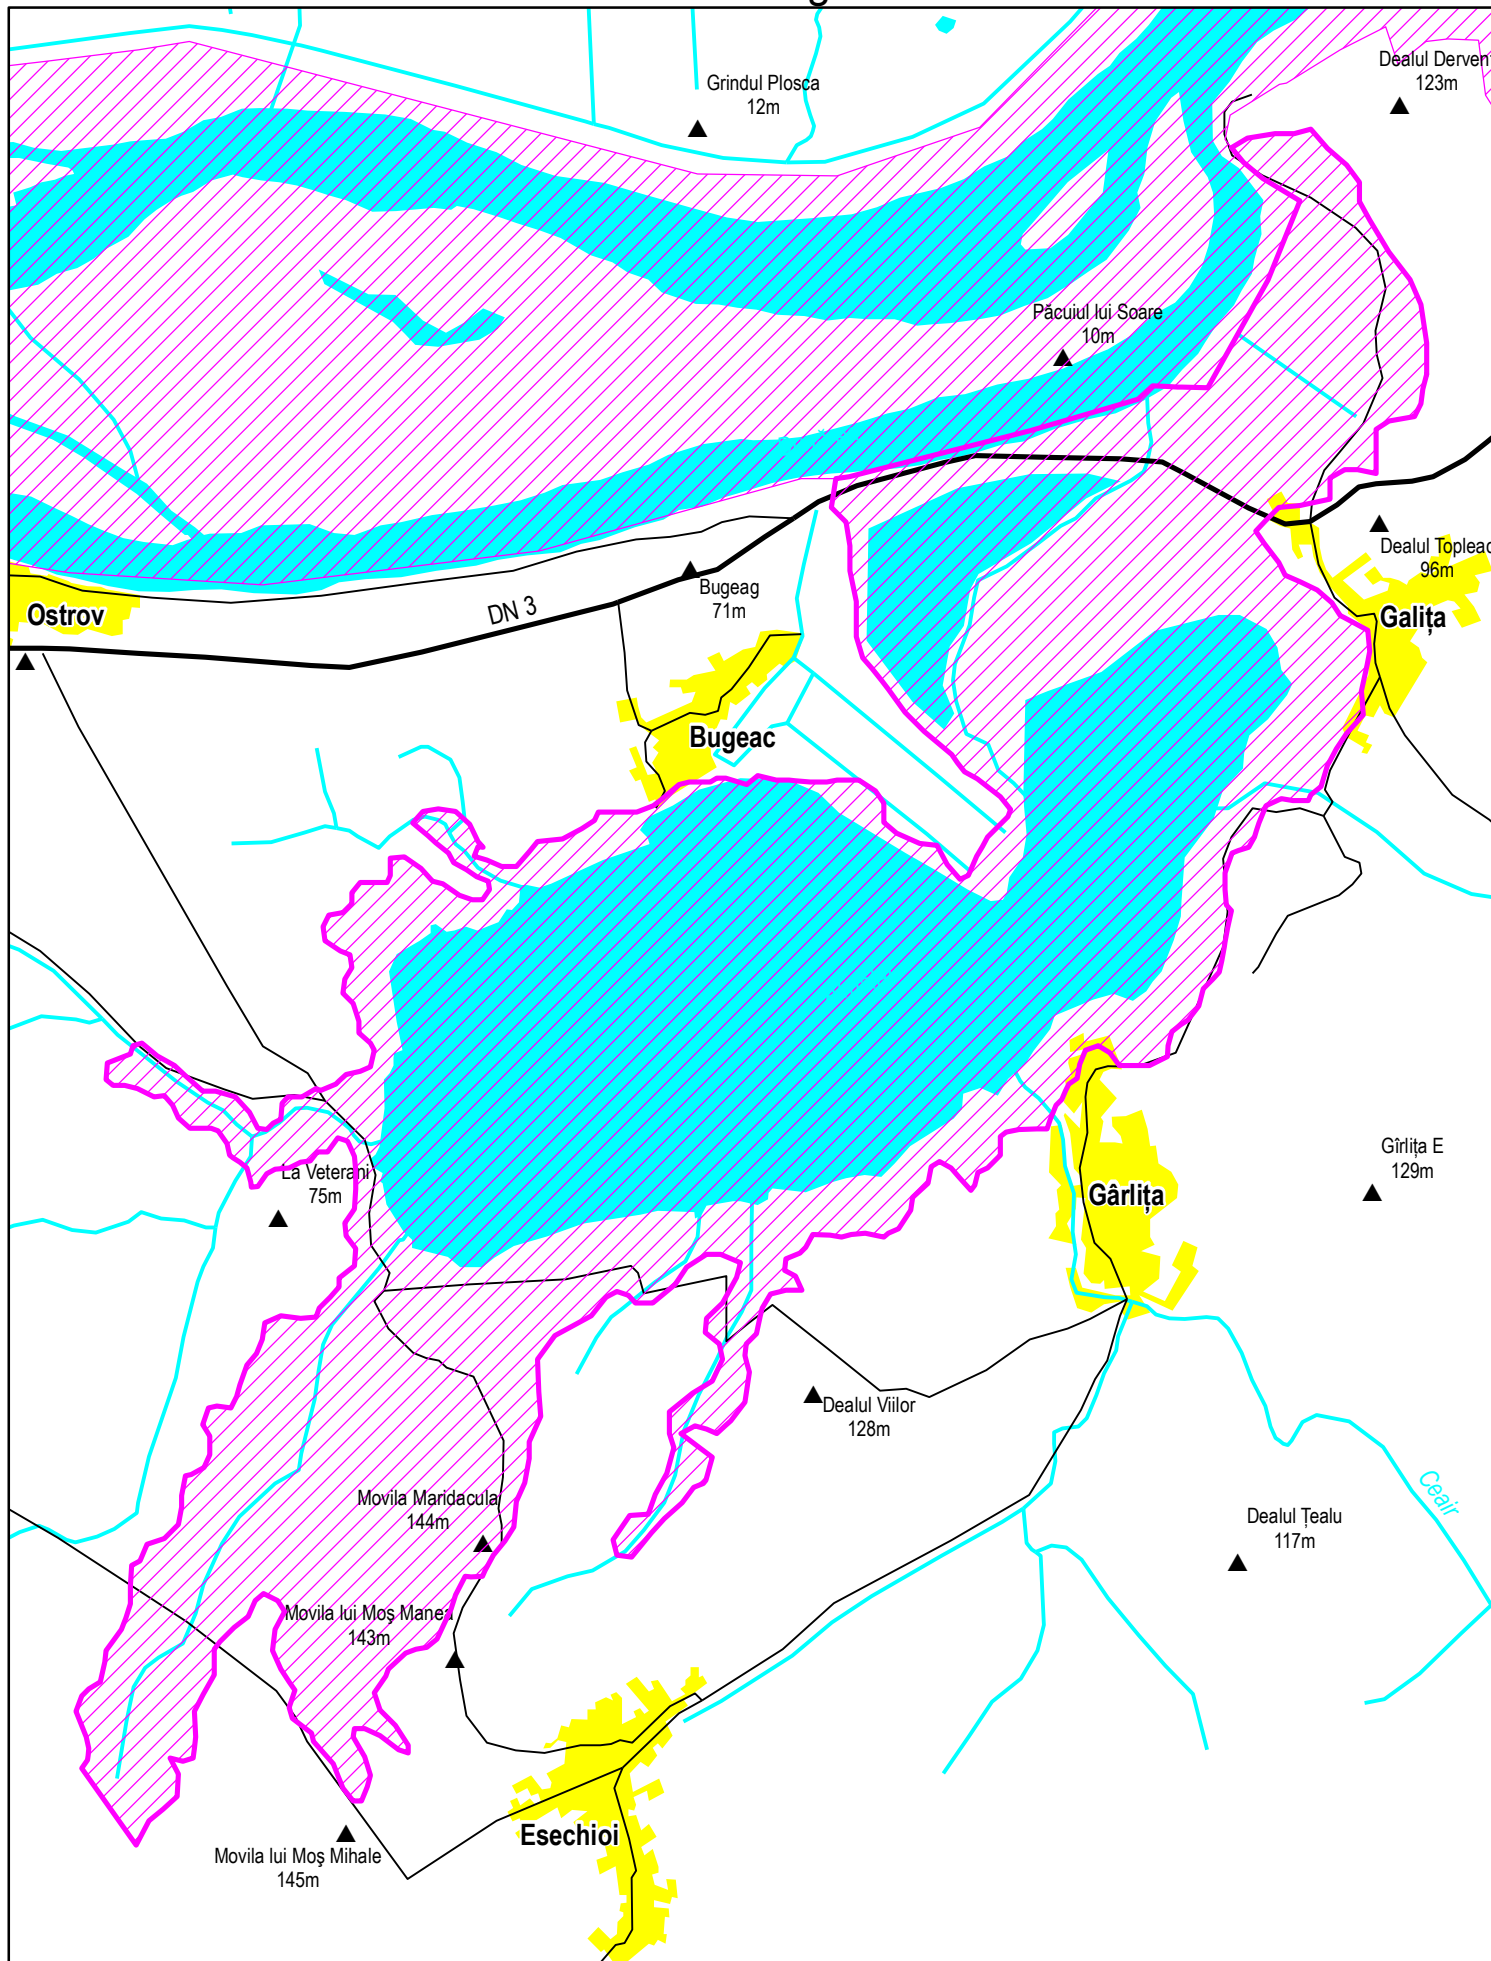 Grindul Plosca
12m
Dealul Derven
123m
Păcuiul lui Soare
10m
Dealul Topleac
96m
Bugeag
71m
DN 3
Ostrov
Galița
Bugeac
Gîrlița E
129m
La Veterani
75m
Gârlița
Dealul Viilor
128m
Ceair
Movila Maridacula
144m
Dealul Țealu
117m
Movila lui Moș Manea
143m
Esechioi
Movila lui Moș Mihale
145m